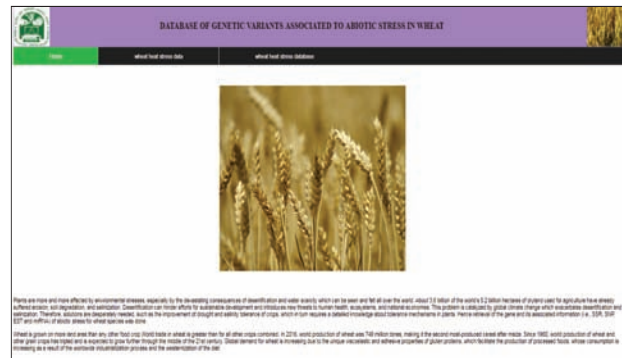 DATABASE OF GENETIC VARIANTS ASSOCIATED TO ABIOTIC STRESS IN WHEAT
Home
wheat heat stress data
wheat heat stress database
Plants are more and more affected by environmental stresses, especially by the devastating consequences of desertification and water scarcity which can be seen and felt all over the world. About 3.6 billion of the world's 5.2 billion hectares of dryland used for agriculture have already
suffered erosion, soil degradation, and salinization. Desertification can hinder efforts for sustainable development and introduces new threats to human health, ecosystems, and national economies. This problem is catalyzed by global climate change which exacerbates desertification and
salinization. Therefore, solutions are desperately needed, such as the improvement of drought and salinity tolerance of crops, which in turn requires a detailed knowledge about tolerance mechanisms in plants. Hence retrieval of the gene and its associated information (i.e., SSR, SNP,
EST and miRNA) of abiotic stress for wheat species was done
Wheat is grown on more land area than any other food crop. World trade in wheat is greater than for all other crops combined. In 2016, world production of wheat was 749 million tones, making it the second most-produced cereal after maize. Since 1960, world production of wheat and
other grain crops has tripled and is expected to grow further through the middle of the 21st century. Global demand for wheat is increasing due to the unique viscoelastic and adhesive properties of gluten proteins, which facilitate the production of processed foods, whose consumption is
increasing as a result of the worldwide industrialization process and the westernization of the diet.